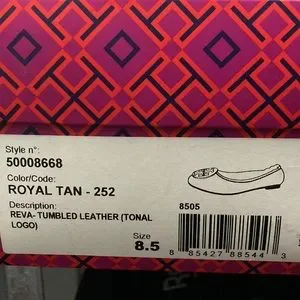 Style n°:
50008668
Color/Code:
ROYAL TAN - 252
Description:
REVA- TUMBLED LEATHER (TONAL
LOGO)
8505
Size
8.5
8 85427 88544 3